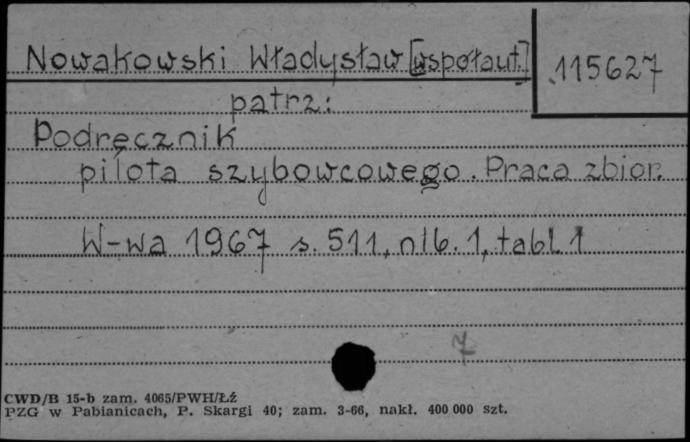 Nowakowski Władysław [współaut.]
115627
patrz:
Podręcznik
pilota szybowcowego. Praca zbior.
W-wa 1967 s. 511, nlb. 1, tabl. 1
7
CWD/B 15-b zam. 4065/PWH/Łź
PZG w Pabianicach, P. Skargi 40; zam. 3-66, nakł. 400 000 szt.